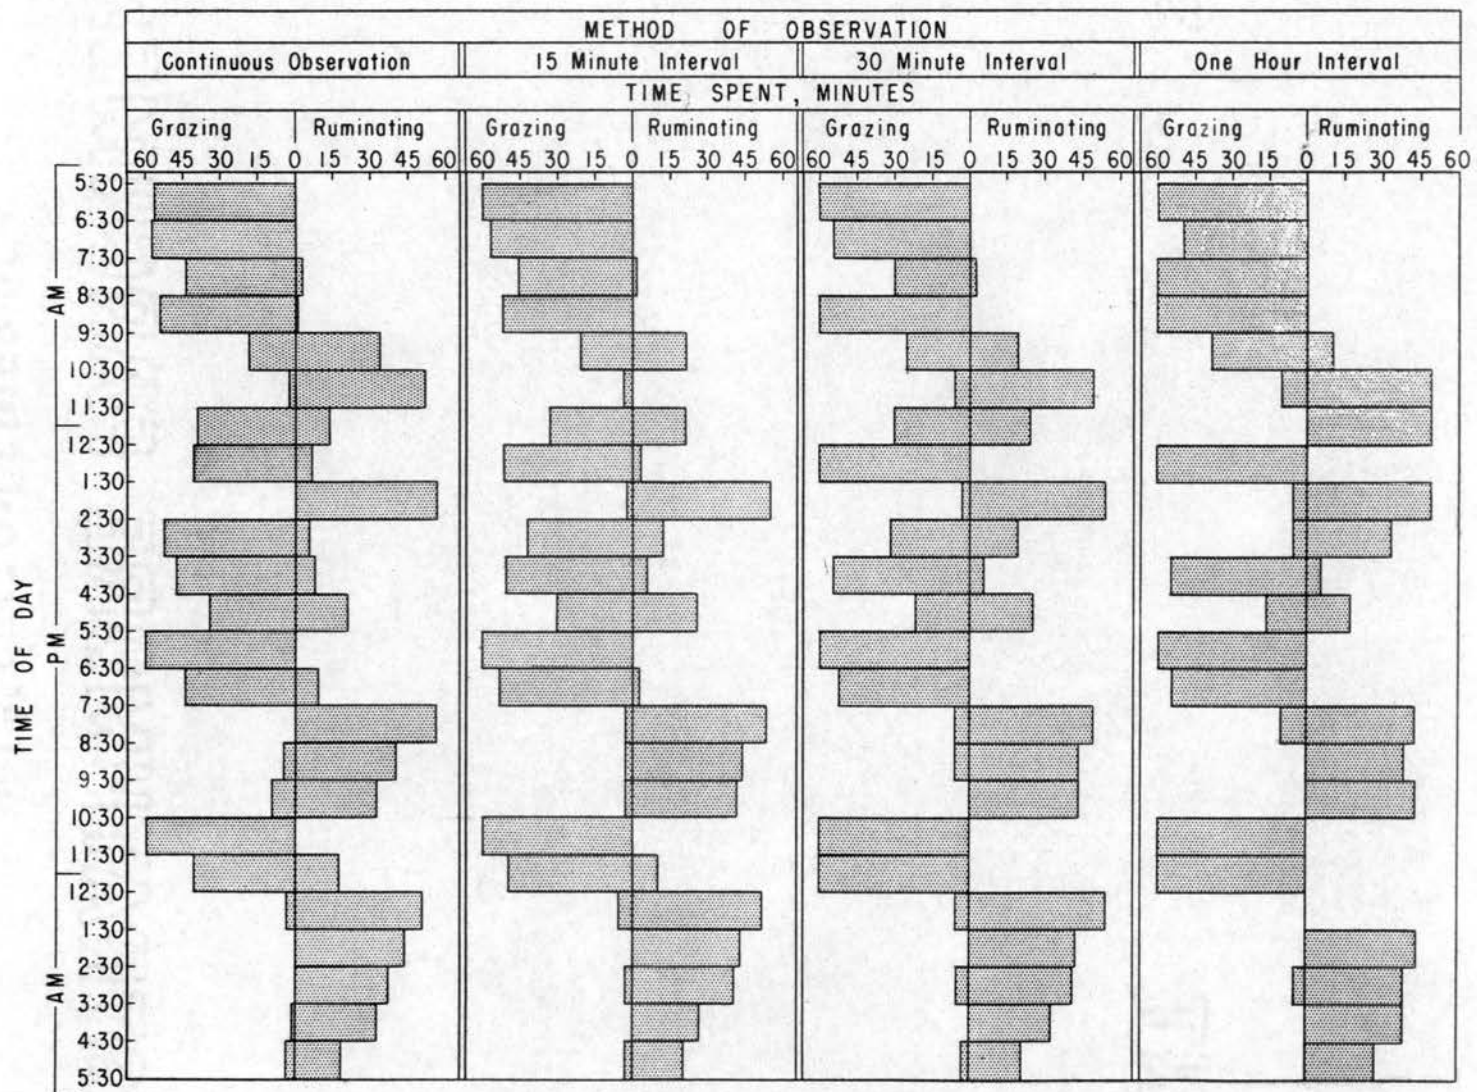 METHOD OF OBSERVATION
Continuous Observation 15 Minute Interval 30 Minute Interval One Hour Interval
TIME SPENT, MINUTES
Grazing Ruminating Grazing Ruminating Grazing Ruminating Grazing Ruminating
60 45 30 15 0 15 30 45 60 45 30 15 0 15 30 45 60 45 30 15 0 15 30 45 60 45 30 15 0 15 30 45 60
TIME OF DAY
AM
PM
AM
5:30
6:30
7:30
8:30
9:30
10:30
11:30
12:30
1:30
2:30
3:30
4:30
5:30
6:30
7:30
8:30
9:30
10:30
11:30
12:30
1:30
2:30
3:30
4:30
5:30